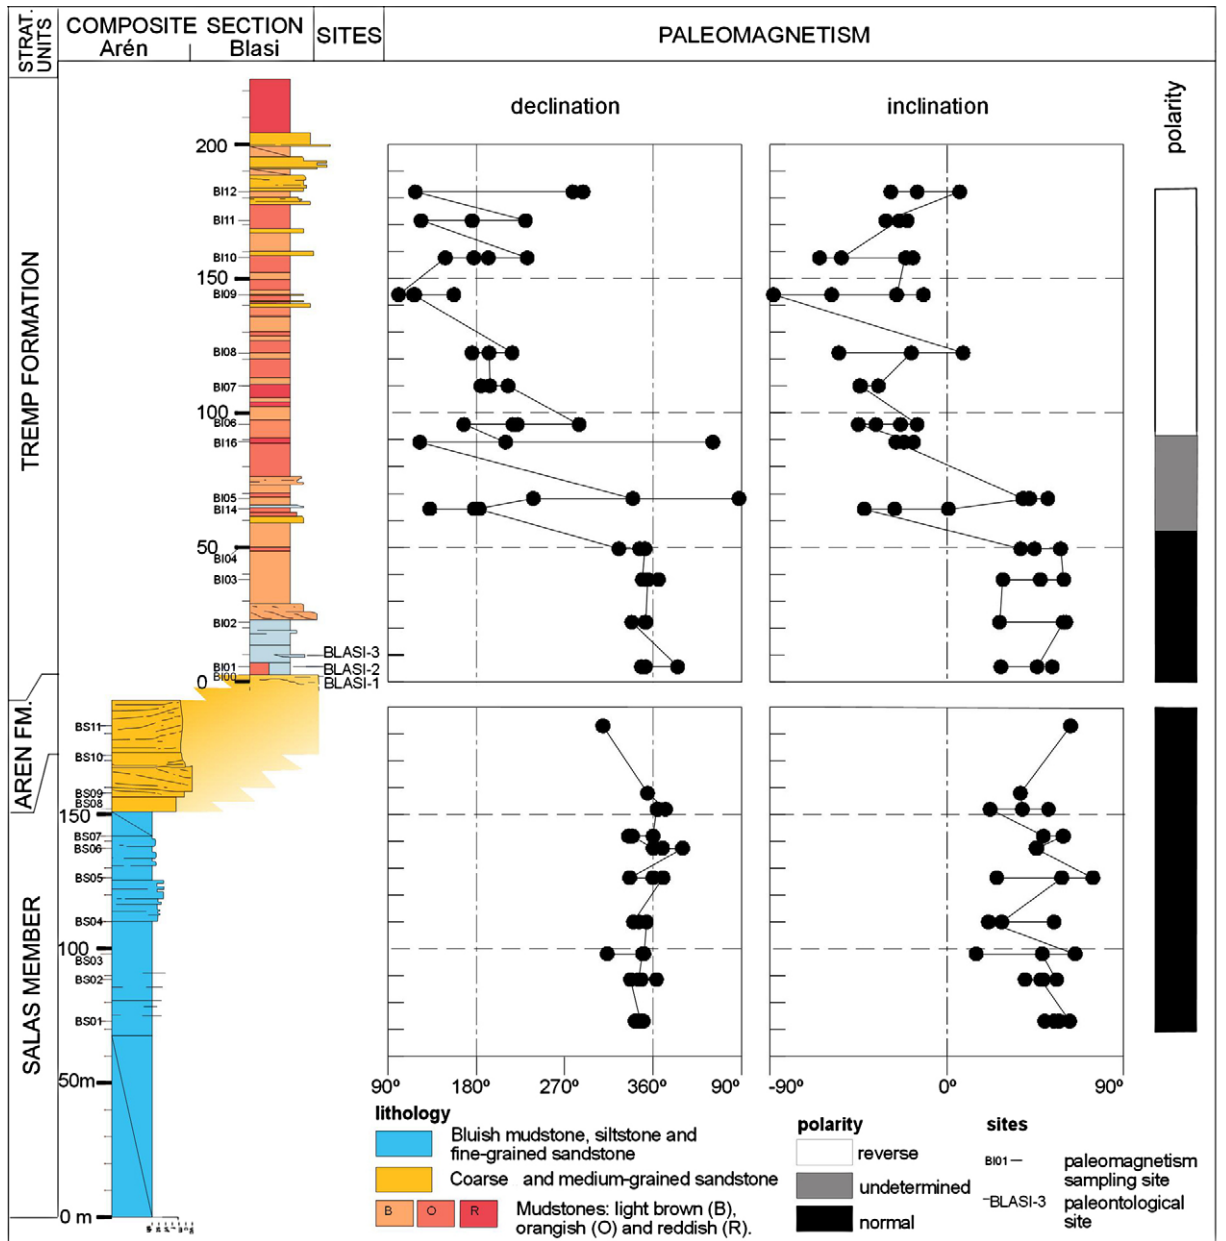 STRAT. UNITS
COMPOSITE SECTION
Arén Blasi
SITES
PALEOMAGNETISM
declination
inclination
polarity
TREMP FORMATION
AREN FM.
SALAS MEMBER
200
BI12
BI11
BI10
150
BI09
BI08
BI07
100
BI06
BI16
BI05
BI14
50
BI04
BI03
BI02
BLASI-3
BI01
BLASI-2
BI00
0
BLASI-1
BS11
BS10
BS09
BS08
150
BS07
BS06
BS05
BS04
100
BS03
BS02
BS01
50m
0 m
90º 180º 270º 360º 90º
-90º 0º 90º
lithology
Bluish mudstone, siltstone and
fine-grained sandstone
Coarse and medium-grained sandstone
B O R
Mudstones: light brown (B),
orangish (O) and reddish (R).
polarity
reverse
undetermined
normal
sites
BI01
paleomagnetism
sampling site
BLASI-3
paleontological
site